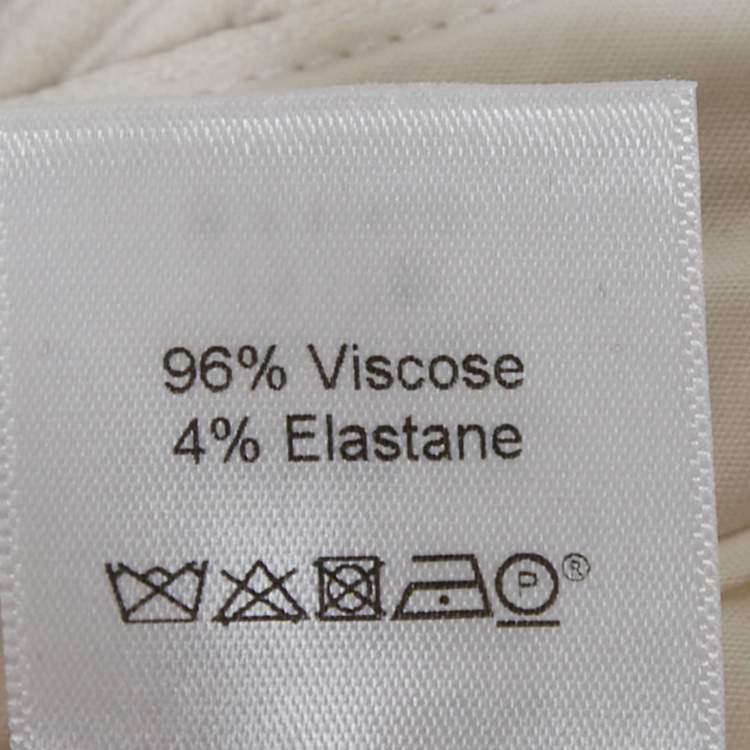 96% Viscose
4% Elastane
P ®